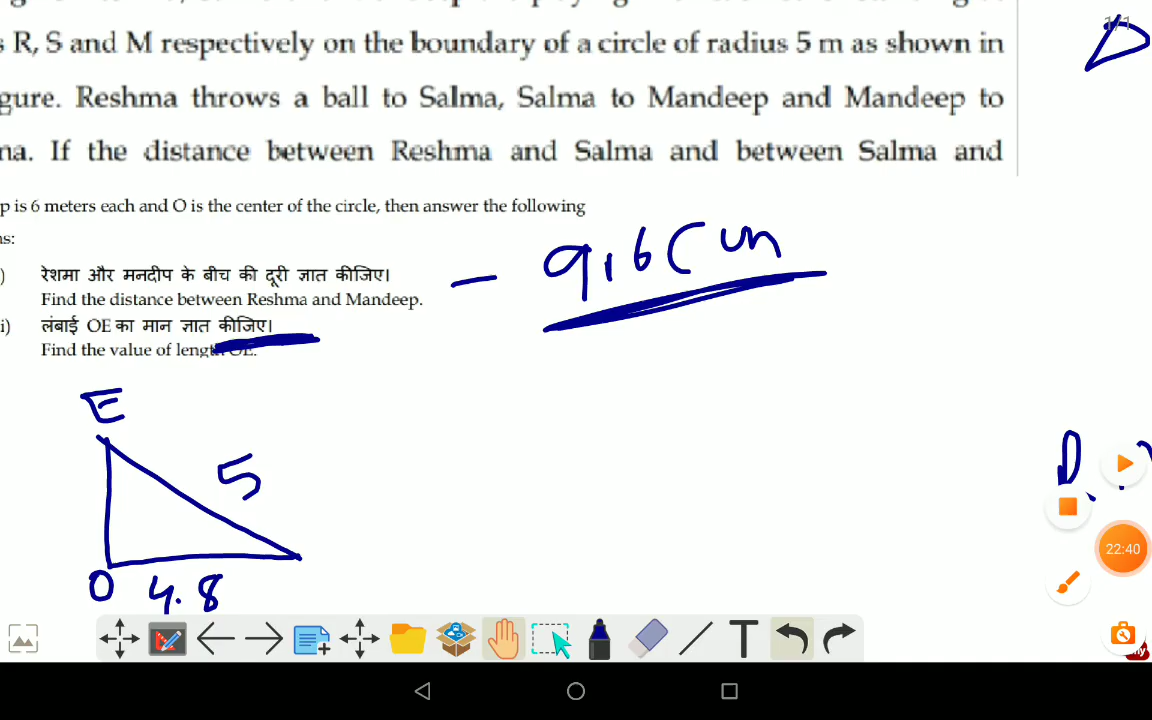 1/1
s R, S and M respectively on the boundary of a circle of radius 5 m as shown in
gure. Reshma throws a ball to Salma, Salma to Mandeep and Mandeep to
na. If the distance between Reshma and Salma and between Salma and
p is 6 meters each and O is the center of the circle, then answer the following
ns:
) रेशमा और मनदीप के बीच की दूरी ज्ञात कीजिए।
Find the distance between Reshma and Mandeep.
– 9.6 cm
i) लंबाई OE का मान ज्ञात कीजिए।
Find the value of length OE.
E
5
O 4.8
D
22:40
T